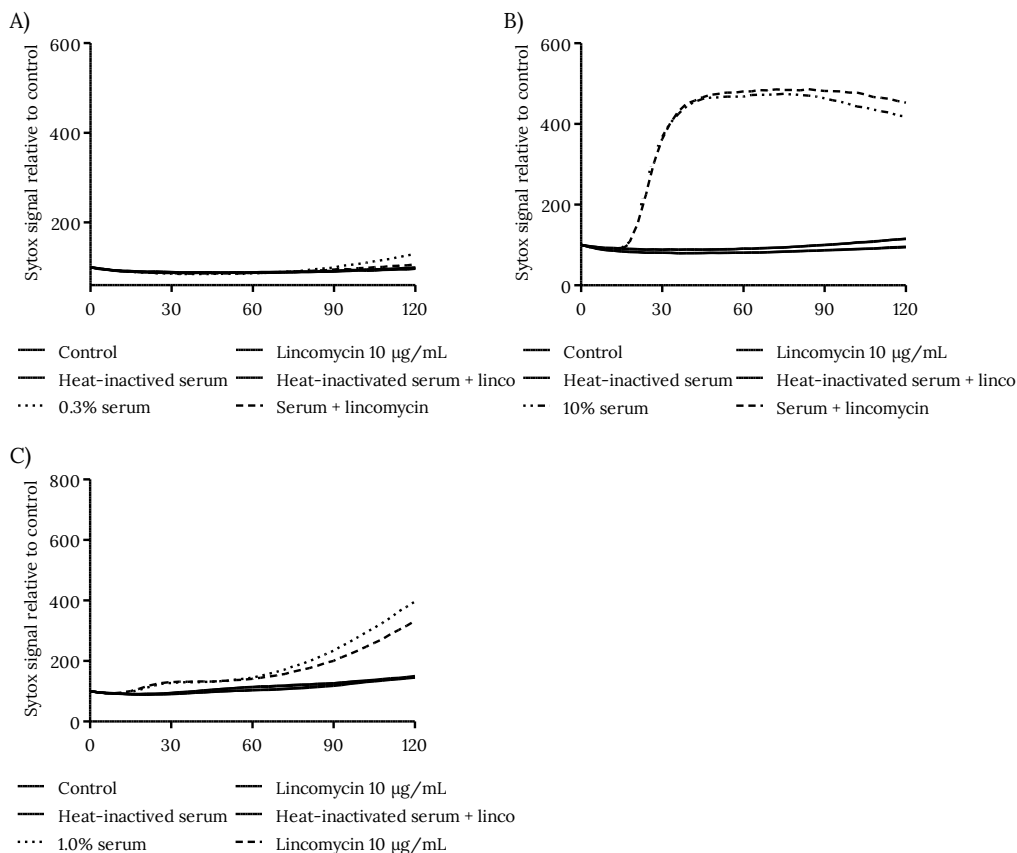 A)
Sytox signal relative to control
600
400
200
0 30 60 90 120
Control Lincomycin 10 µg/mL
Heat-inactived serum Heat-inactivated serum + linco
0.3% serum Serum + lincomycin
B)
Sytox signal relative to control
600
400
200
0
0 30 60 90 120
Control Lincomycin 10 µg/mL
Heat-inactived serum Heat-inactivated serum + linco
10% serum Serum + lincomycin
C)
Sytox signal relative to control
800
600
400
200
0
0 30 60 90 120
Control Lincomycin 10 µg/mL
Heat-inactived serum Heat-inactivated serum + linco
1.0% serum Lincomycin 10 µg/mL